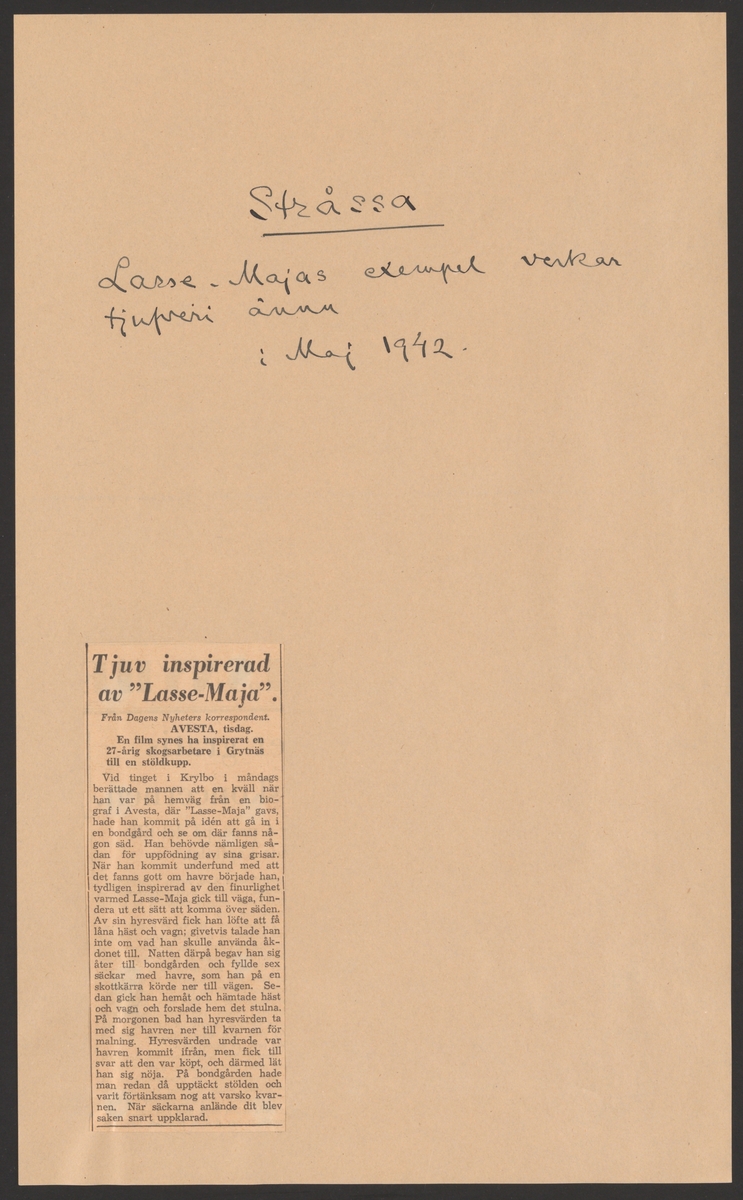 Stråssa
Lasse-Majas exempel verkar
tjufveri ännu
i Maj 1942.
Tjuv inspirerad
av ”Lasse-Maja”.
Från Dagens Nyheters korrespondent.
AVESTA, tisdag.
En film synes ha inspirerat en
27-årig skogsarbetare i Grytnäs
till en stöldkupp.
Vid tinget i Krylbo i måndags
berättade mannen att en kväll när
han var på hemväg från en bio-
graf i Avesta, där ”Lasse-Maja” gavs,
hade han kommit på idén att gå in i
en bondgård och se om där fanns nå-
gon säd. Han behövde nämligen så-
dan för uppfödning av sina grisar.
När han kommit underfund med att
det fanns gott om havre började han,
tydligen inspirerad av den finurlighet
varmed Lasse-Maja gick till väga, fun-
dera ut ett sätt att komma över säden.
Av sin hyresvärd fick han löfte att få
låna häst och vagn; givetvis talade han
inte om vad han skulle använda åk-
donet till. Natten därpå begav han sig
åter till bondgården och fyllde sex
säckar med havre, som han på en
skottkärra körde ner till vägen. Se-
dan gick han hemåt och hämtade häst
och vagn och forslade hem det stulna.
På morgonen bad han hyresvärden ta
med sig havren ner till kvarnen för
malning. Hyresvärden undrade var
havren kommit ifrån, men fick till
svar att den var köpt, och därmed lät
han sig nöja. På bondgården hade
man redan då upptäckt stölden och
varit förtänksam nog att varsko kvar-
nen. När säckarna anlände dit blev
saken snart uppklarad.